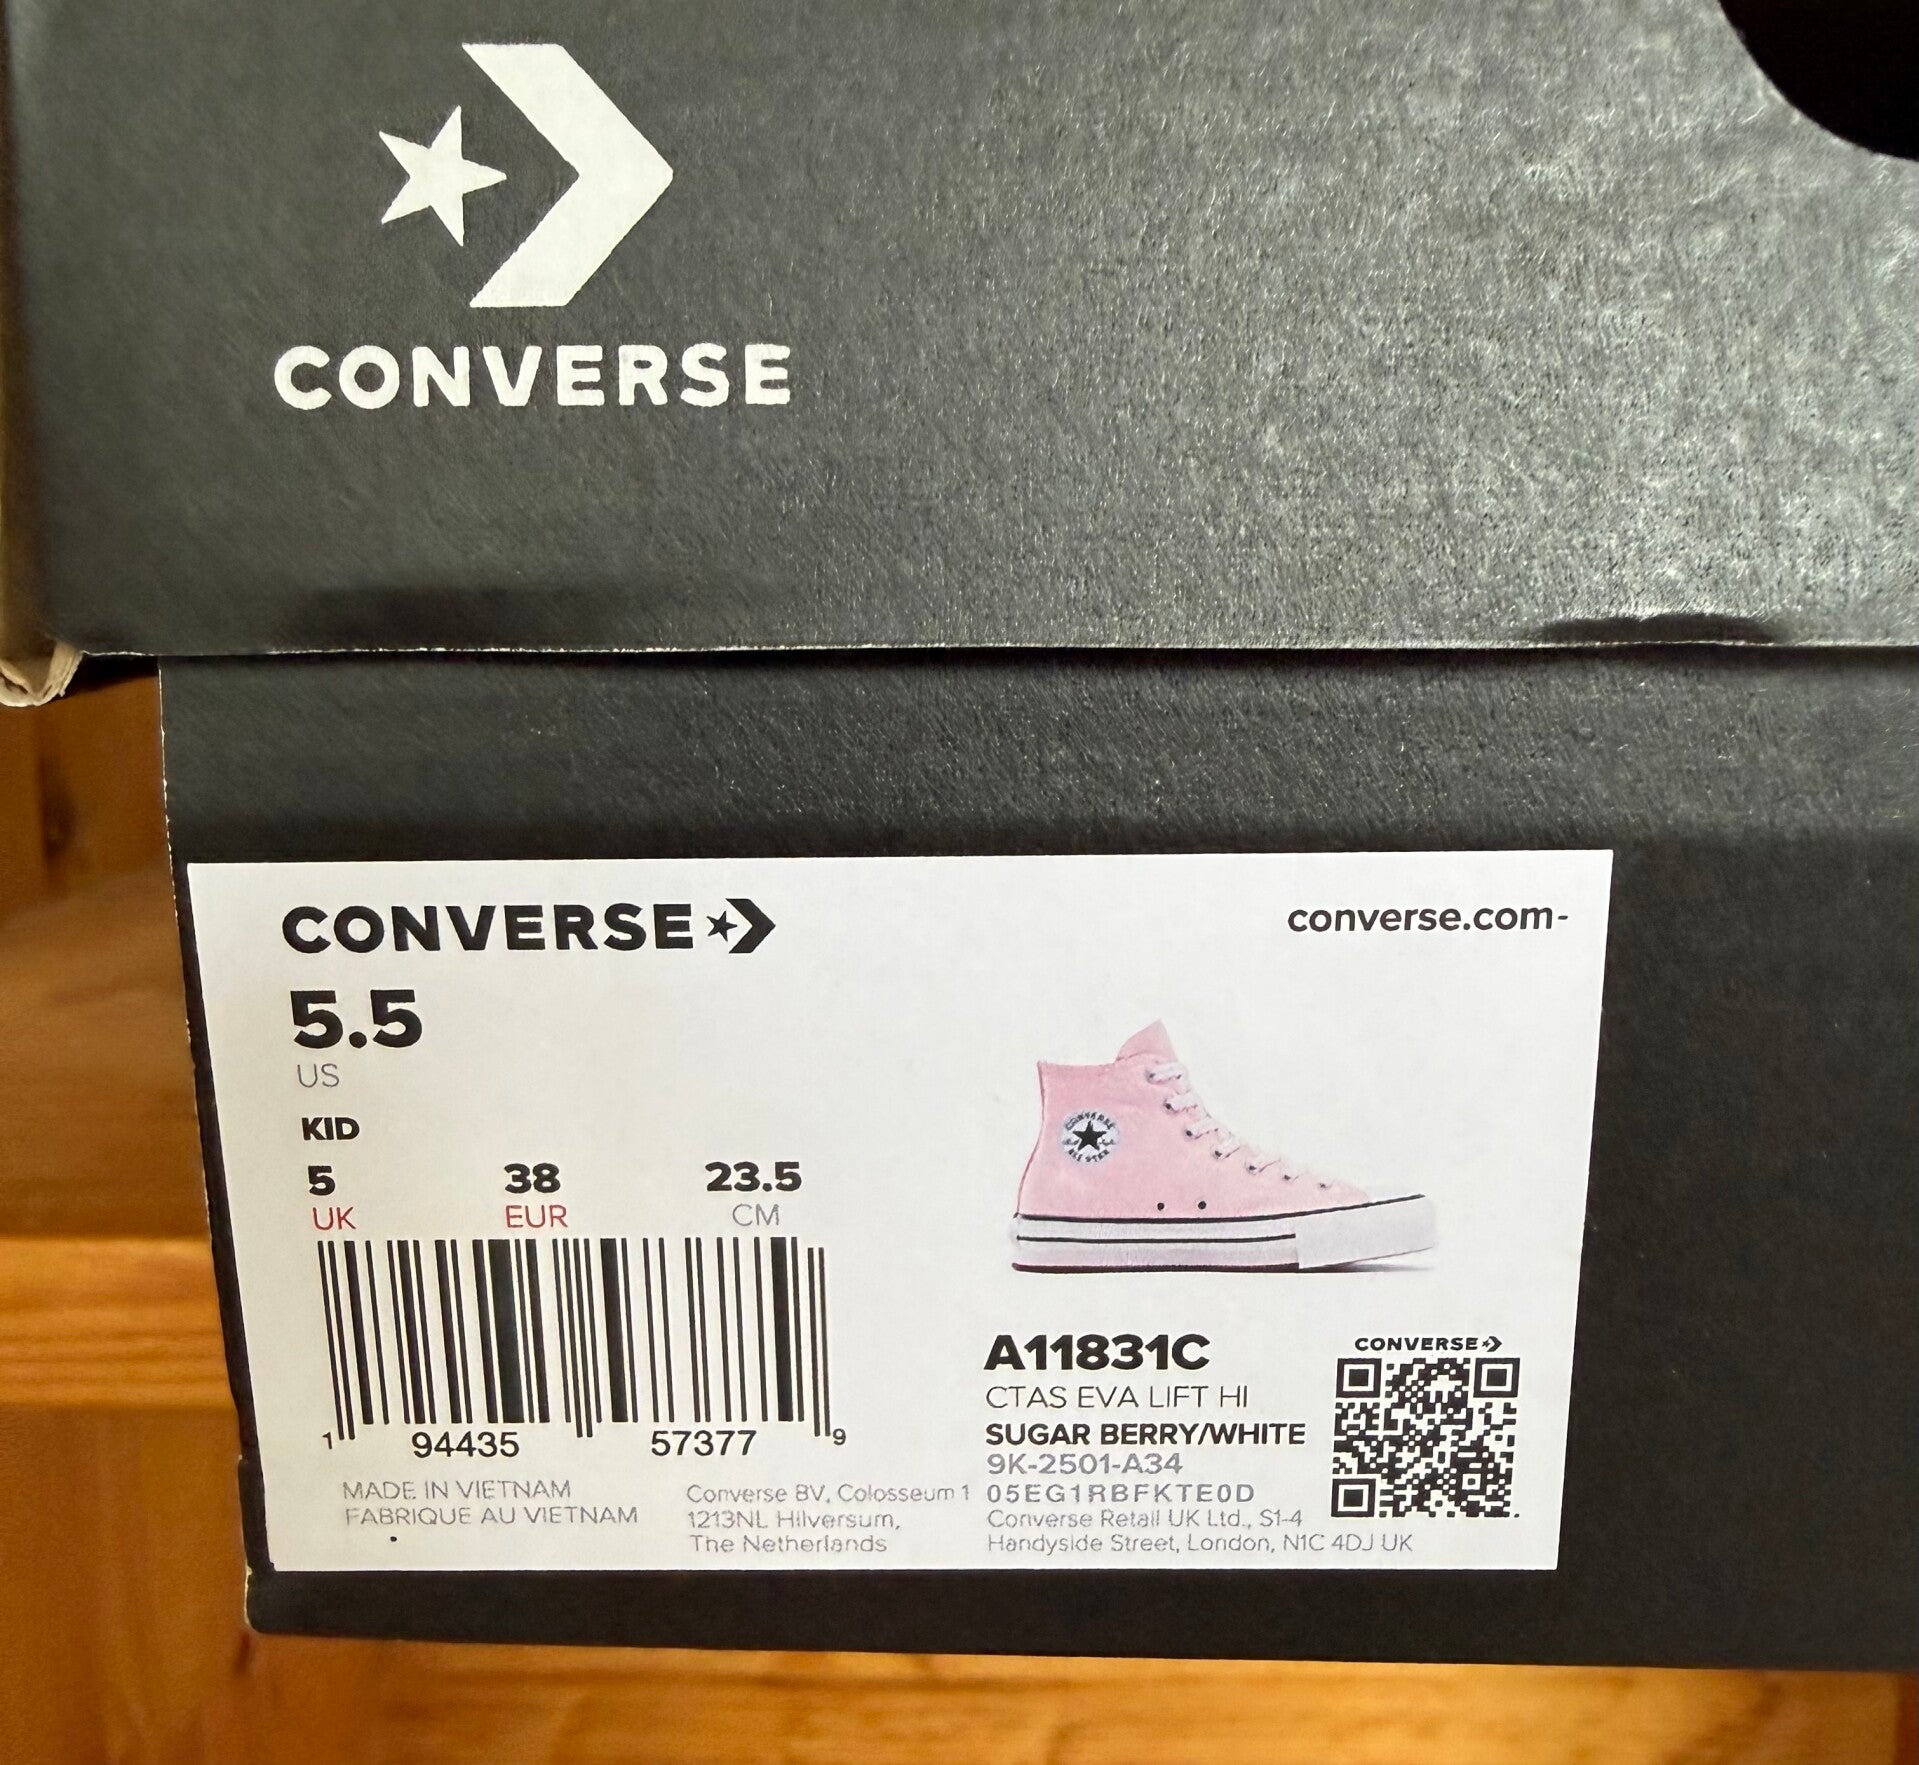 CONVERSE
CONVERSE
converse.com-
5.5
US
KID
5 38 23.5
UK EUR CM
1 94435 57377 9
MADE IN VIETNAM
FABRIQUE AU VIETNAM
Converse BV, Colosseum 1
1213NL Hilversum,
The Netherlands
CONVERSE
ALL STAR
A11831C
CTAS EVA LIFT HI
SUGAR BERRY/WHITE
9K-2501-A34
05EG1RBFKTE0D
Converse Retail UK Ltd., S1-4
Handyside Street, London, N1C 4DJ UK
CONVERSE